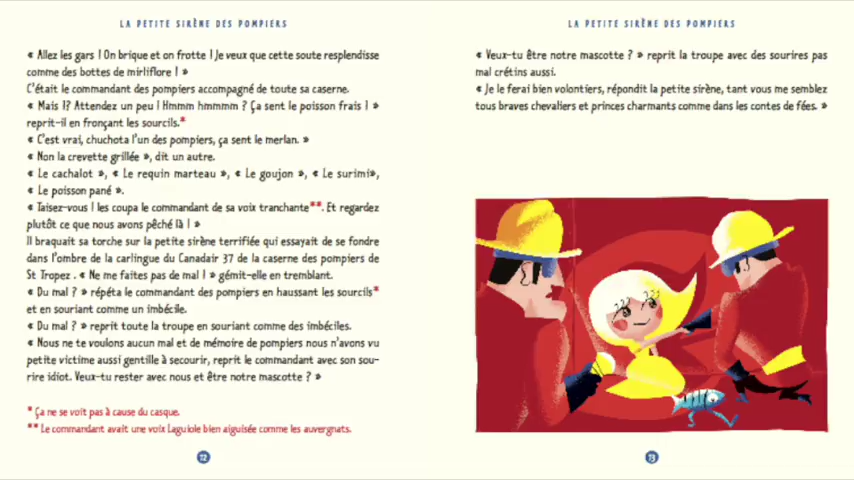 LA PETITE SIRÈNE DES POMPIERS
« Allez les gars ! On brique et on frotte ! Je veux que cette soute resplendisse
comme des bottes de mirliflore ! »
C'était le commandant des pompiers accompagné de toute sa caserne.
« Mais !? Attendez un peu ! Hmmm hmmmm ? Ça sent le poisson frais ! »
reprit-il en fronçant les sourcils.*
« C'est vrai, chuchota l'un des pompiers, ça sent le merlan. »
« Non la crevette grillée », dit un autre.
« Le cachalot », « Le requin marteau », « Le goujon », « Le surimi»,
« Le poisson pané ».
« Taisez-vous ! les coupa le commandant de sa voix tranchante**. Et regardez
plutôt ce que nous avons pêché là ! »
Il braquait sa torche sur la petite sirène terrifiée qui essayait de se fondre
dans l'ombre de la carlingue du Canadair 37 de la caserne des pompiers de
St Tropez . « Ne me faites pas de mal ! » gémit-elle en tremblant.
« Du mal ? » répéta le commandant des pompiers en haussant les sourcils*
et en souriant comme un imbécile.
« Du mal ? » reprit toute la troupe en souriant comme des imbéciles.
« Nous ne te voulons aucun mal et de mémoire de pompiers nous n'avons vu
petite victime aussi gentille à secourir, reprit le commandant avec son sou-
rire idiot. Veux-tu rester avec nous et être notre mascotte ? »
* Ça ne se voit pas à cause du casque.
** Le commandant avait une voix Laguiole bien aiguisée comme les auvergnats.
72
LA PETITE SIRÈNE DES POMPIERS
« Veux-tu être notre mascotte ? » reprit la troupe avec des sourires pas
mal crétins aussi.
« Je le ferai bien volontiers, répondit la petite sirène, tant vous me semblez
tous braves chevaliers et princes charmants comme dans les contes de fées. »
73